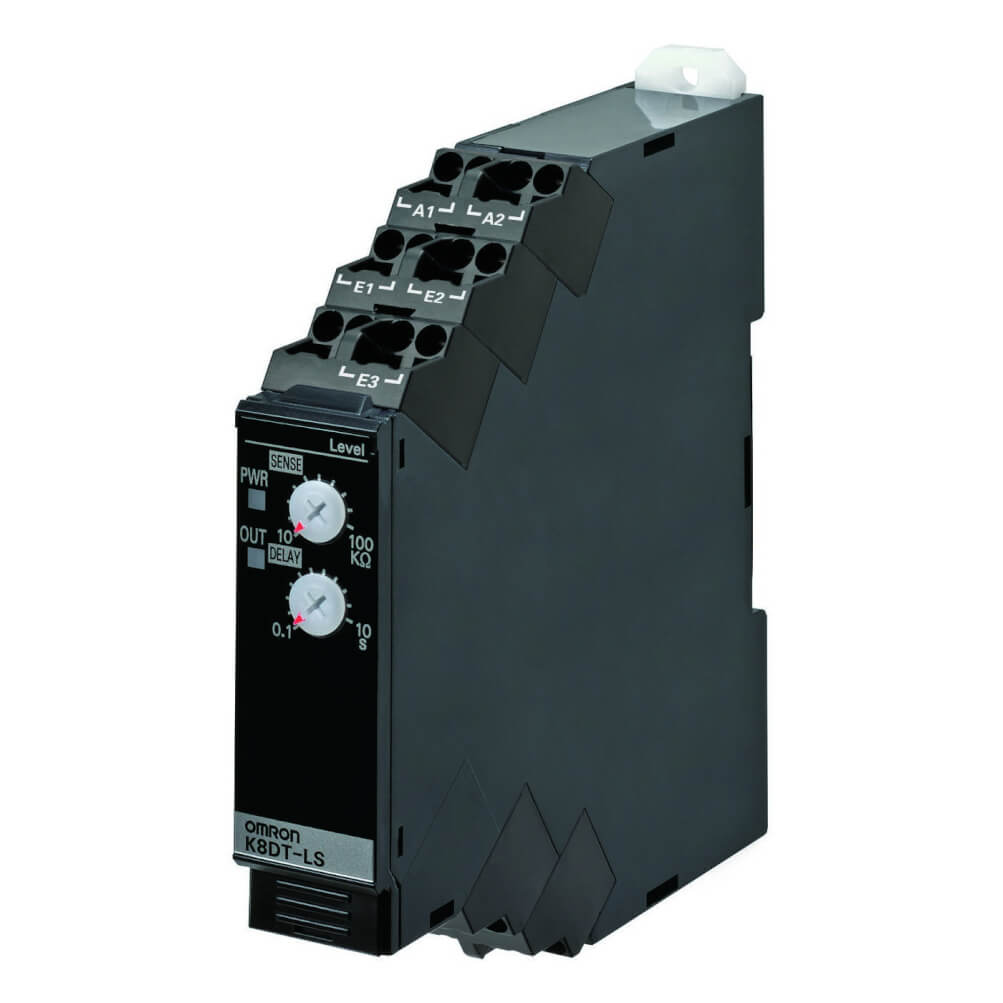 A1 A2
E1 E2
E3
Level
SENSE
PWR
OUT 10 100
KΩ
DELAY
0.1 10
s
OMRON
K8DT-LS